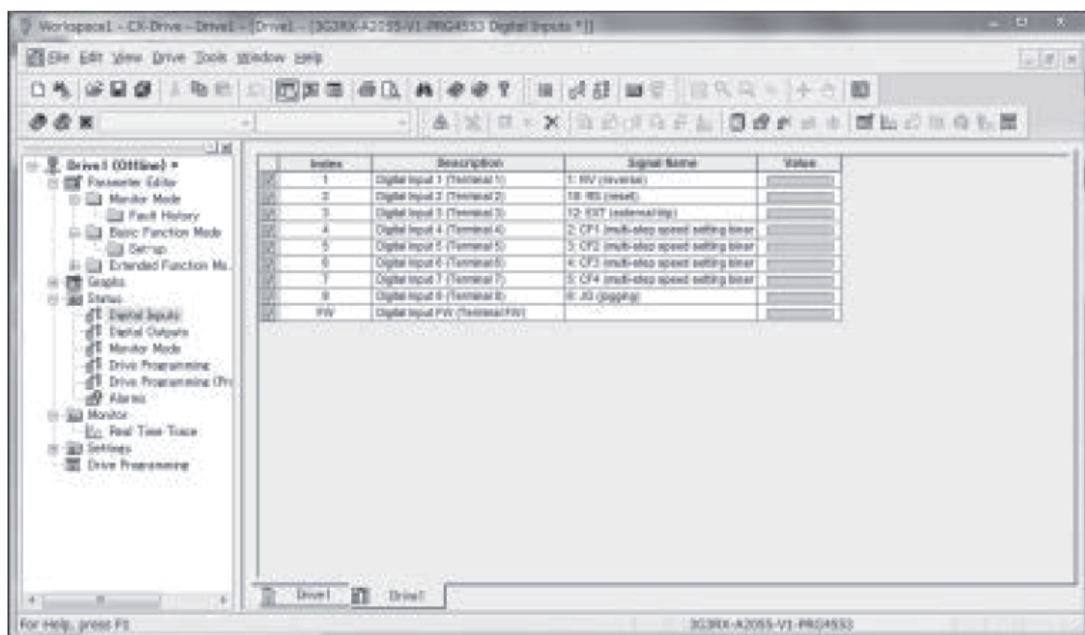 Workspace1 - CX-Drive - Drive1 - [Drive1 - [3G3RX-A2055-V1-PRG4553 Digital Inputs *]]
File Edit View Drive Tools Window Help
Drive1 (Offline) *
Parameter Editor
Monitor Mode
Fault History
Basic Function Mode
Set-up
Extended Function Mo
Graphs
Status
Digital Inputs
Digital Outputs
Monitor Mode
Drive Programming
Drive Programming (Pro
Alarms
Monitor
Real Time Trace
Settings
Drive Programming
Index Description Signal Name Value
1 Digital Input 1 (Terminal 1) 1: RV (reverse)
2 Digital Input 2 (Terminal 2) 18: RS (reset)
3 Digital Input 3 (Terminal 3) 12: EXT (external trip)
4 Digital Input 4 (Terminal 4) 2: CF1 (multi-step speed setting binar
5 Digital Input 5 (Terminal 5) 3: CF2 (multi-step speed setting binar
6 Digital Input 6 (Terminal 6) 4: CF3 (multi-step speed setting binar
7 Digital Input 7 (Terminal 7) 5: CF4 (multi-step speed setting binar
8 Digital Input 8 (Terminal 8) 6: JG (jogging)
FW Digital Input FW (Terminal FW)
Drive1 Drive1
For Help, press F1 3G3RX-A2055-V1-PRG4553